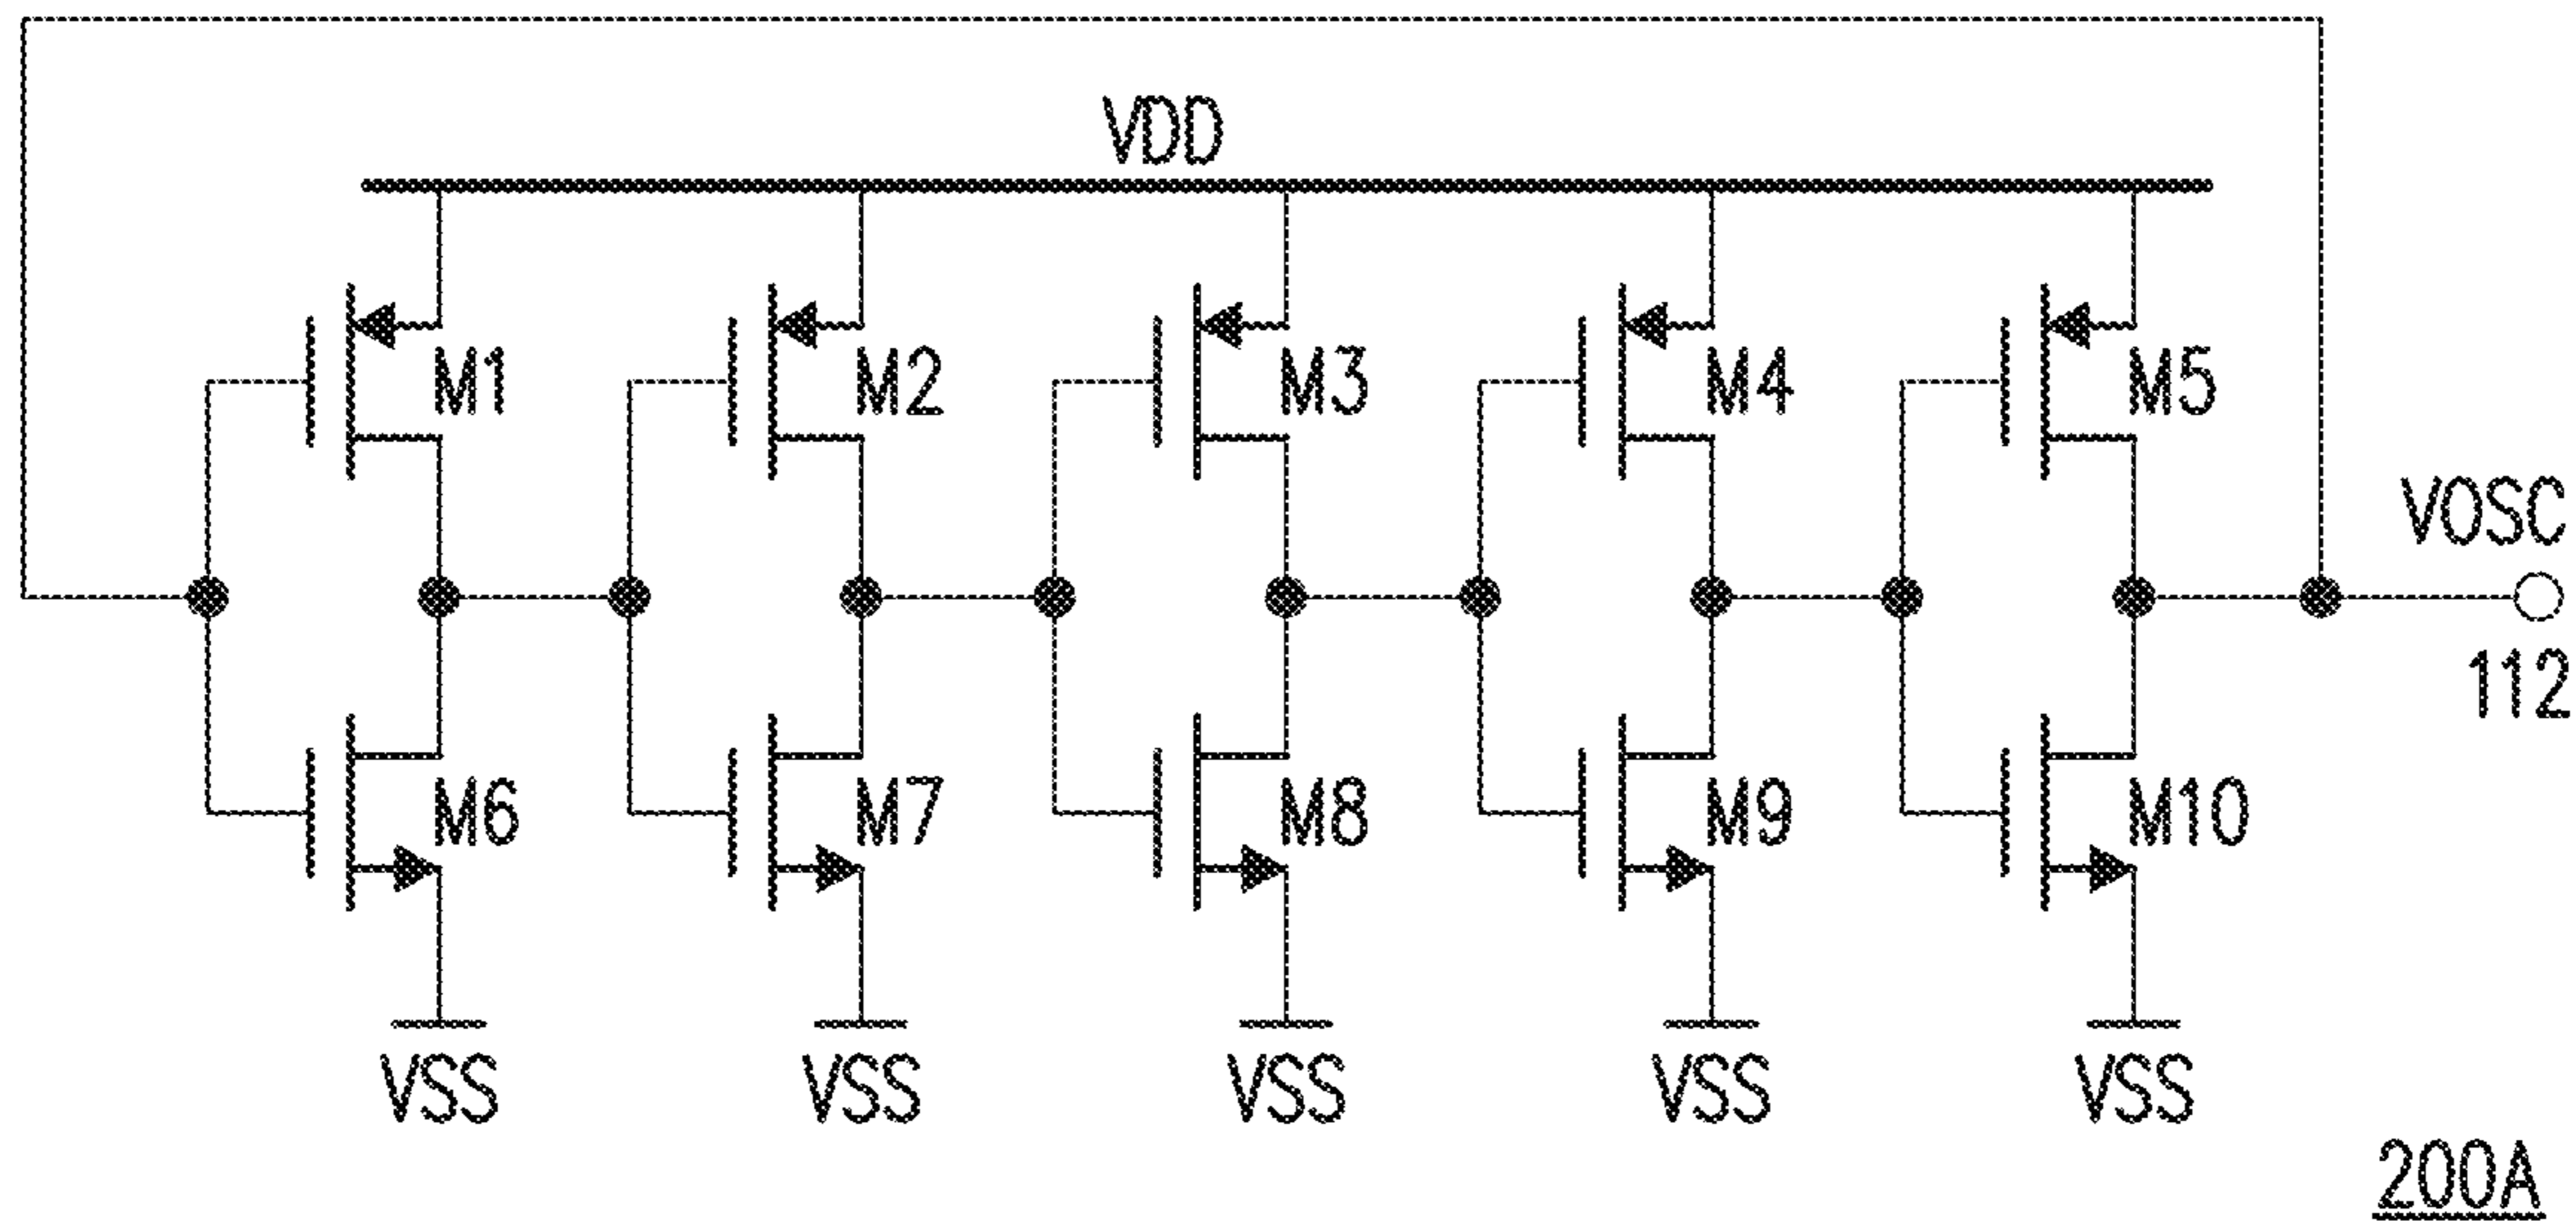 VDD
M1 M2 M3 M4 M5
VOSC
112
M6 M7 M8 M9 M10
VSS VSS VSS VSS VSS
200A